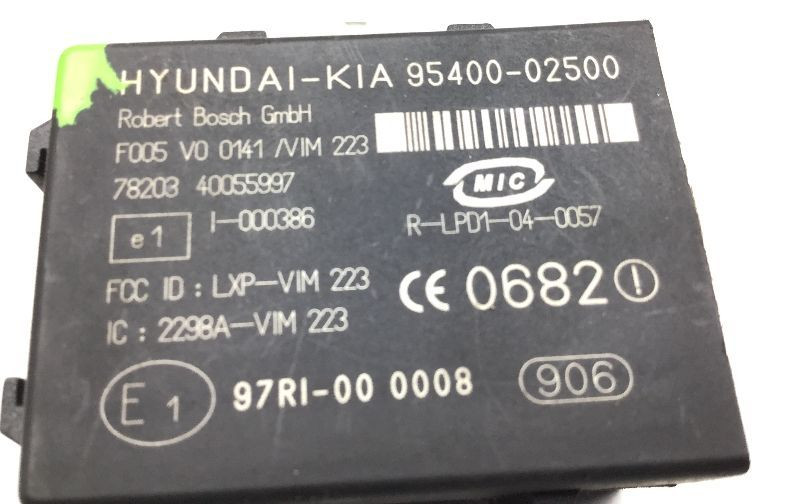 HYUNDAI-KIA 95400-02500
Robert Bosch GmbH
F005 V0 0141 /VIM 223
78203 40055997
MIC
e1 I-000386
R-LPD1-04-0057
FCC ID : LXP-VIM 223
CE 0682
IC : 2298A-VIM 223
E1 97RI-00 0008 906